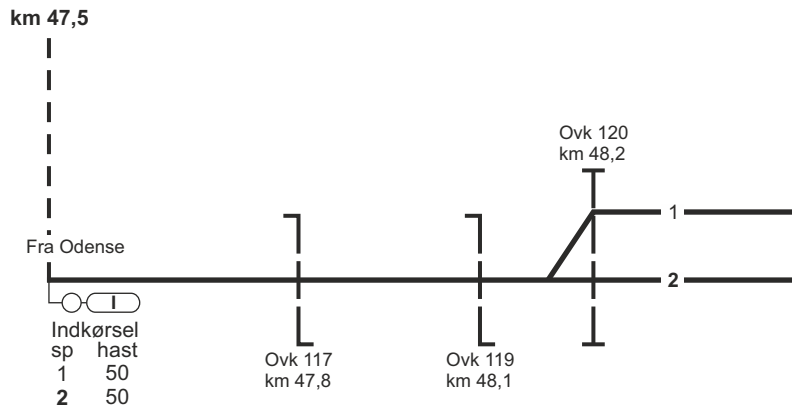 km 47,5
Ovk 120
km 48,2
1
Fra Odense
2
I
Indkørsel
sp hast
1 50
2 50
Ovk 117
km 47,8
Ovk 119
km 48,1